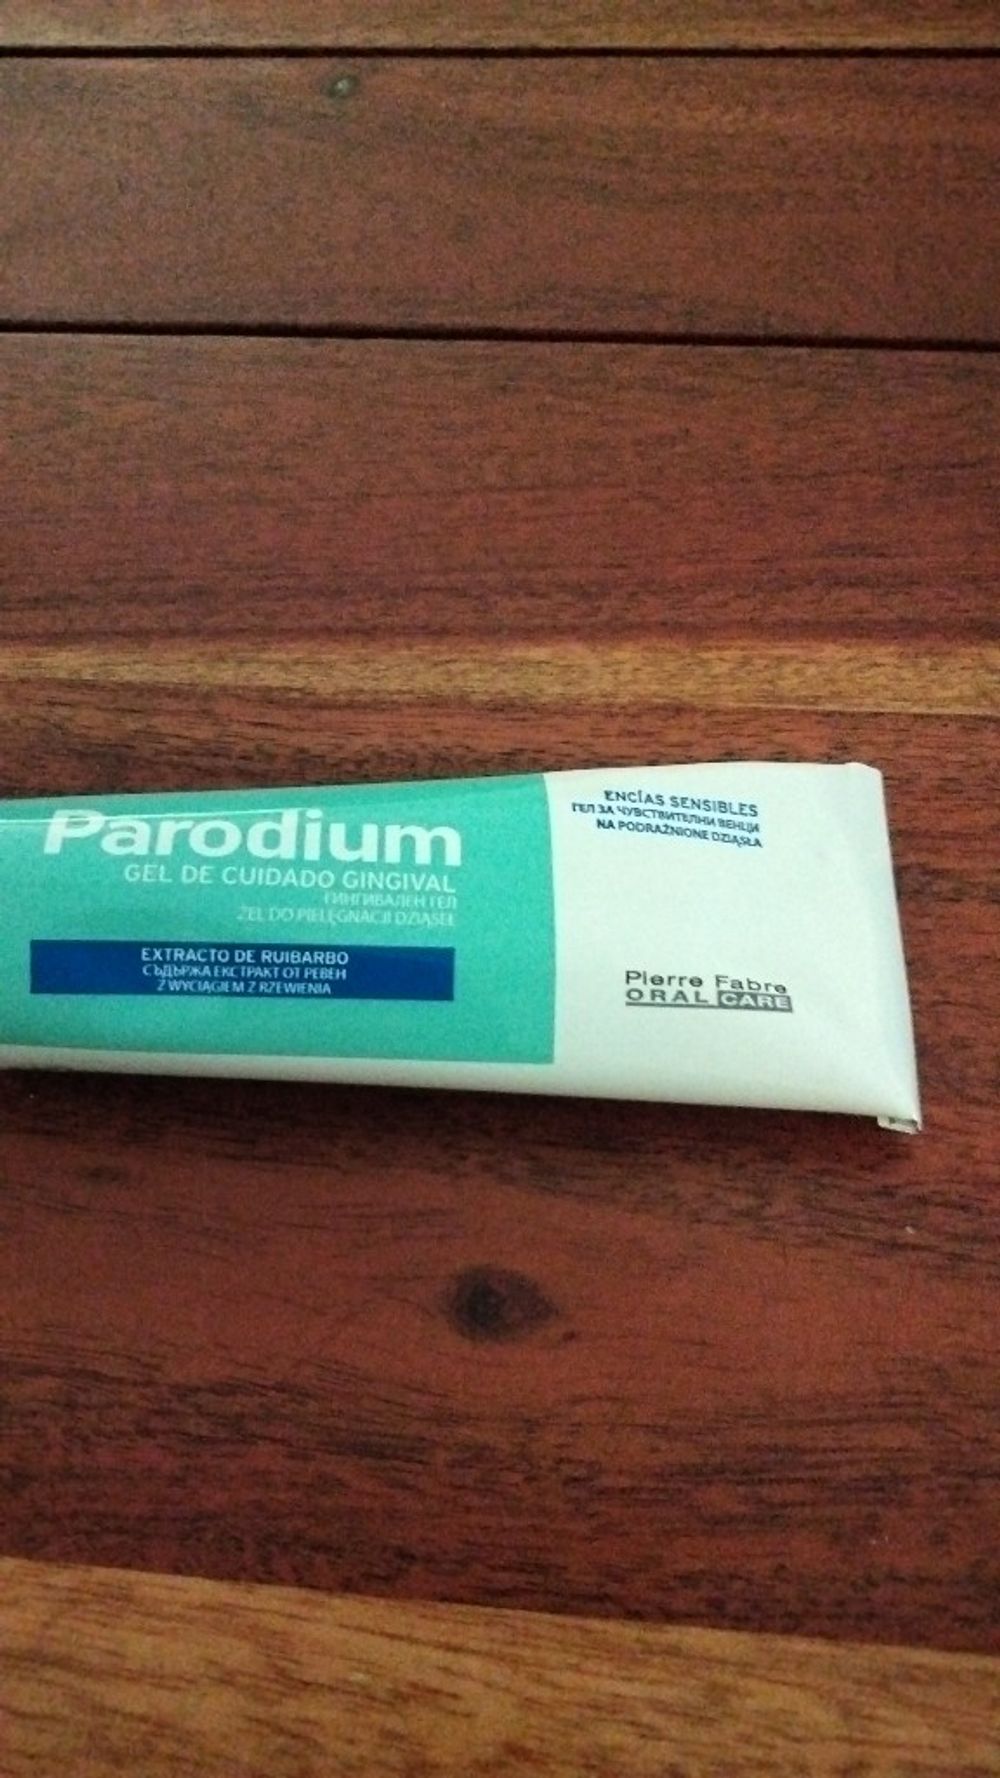 Parodium
GEL DE CUIDADO GINGIVAL
ГИНГИВАЛЕН ГЕЛ
ŻEL DO PIELĘGNACJI DZIĄSEŁ
EXTRACTO DE RUIBARBO
СЪДЪРЖА ЕКСТРАКТ ОТ РЕВЕН
Z WYCIĄGIEM Z RZEWIENIA
ENCÍAS SENSIBLES
ГЕЛ ЗА ЧУВСТВИТЕЛНИ ВЕНЦИ
NA PODRAŻNIONE DZIĄSŁA
Pierre Fabre
ORAL CARE